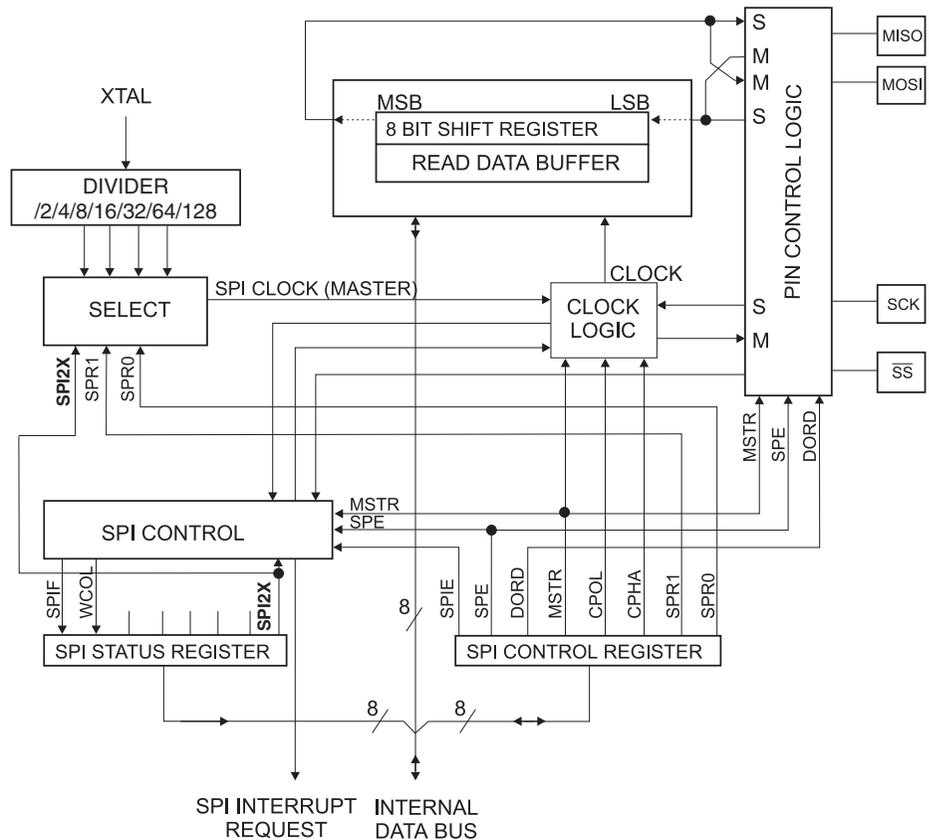 S
MISO
M
M
MOSI
XTAL
MSB
LSB
S
8 BIT SHIFT REGISTER
READ DATA BUFFER
PIN CONTROL LOGIC
DIVIDER
/2/4/8/16/32/64/128
SPI CLOCK (MASTER)
CLOCK
SELECT
CLOCK
LOGIC
S
SCK
M
SS
SPI2X
SPR1
SPR0
MSTR
SPE
DORD
MSTR
SPE
SPI CONTROL
SPIF
WCOL
SPI2X
8
SPIE
SPE
DORD
MSTR
CPOL
CPHA
SPR1
SPR0
SPI STATUS REGISTER
SPI CONTROL REGISTER
8
8
SPI INTERRUPT
REQUEST
INTERNAL
DATA BUS